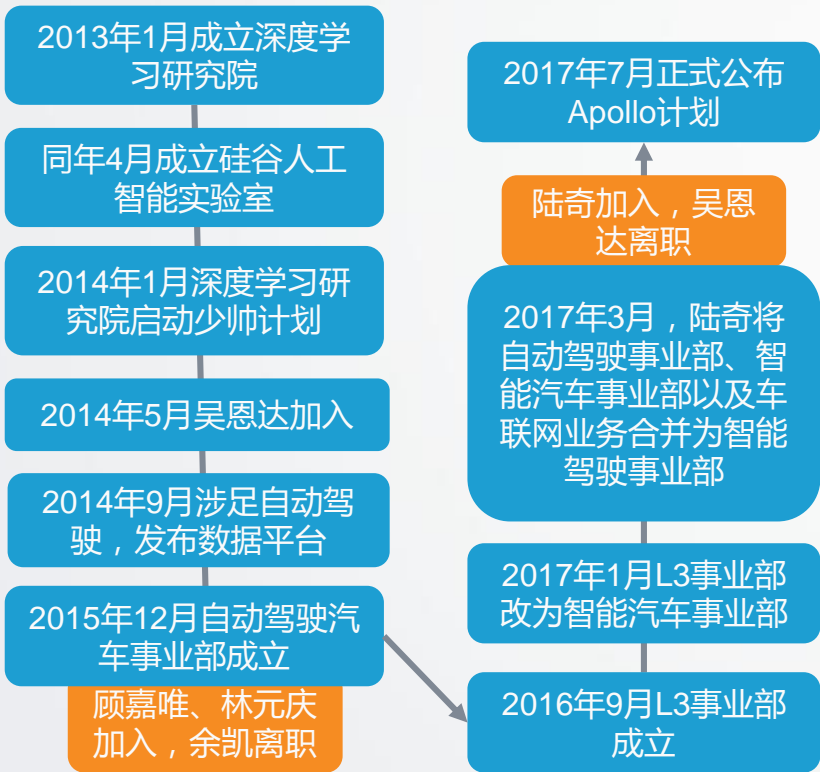 2013年1月成立深度学
习研究院
同年4月成立硅谷人工
智能实验室
2014年1月深度学习研
究院启动少帅计划
2014年5月吴恩达加入
2014年9月涉足自动驾
驶，发布数据平台
2015年12月自动驾驶汽
车事业部成立
顾嘉唯、林元庆
加入，余凯离职
2016年9月L3事业部
成立
2017年1月L3事业部
改为智能汽车事业部
2017年3月，陆奇将
自动驾驶事业部、智
能汽车事业部以及车
联网业务合并为智能
驾驶事业部
陆奇加入，吴恩
达离职
2017年7月正式公布
Apollo计划